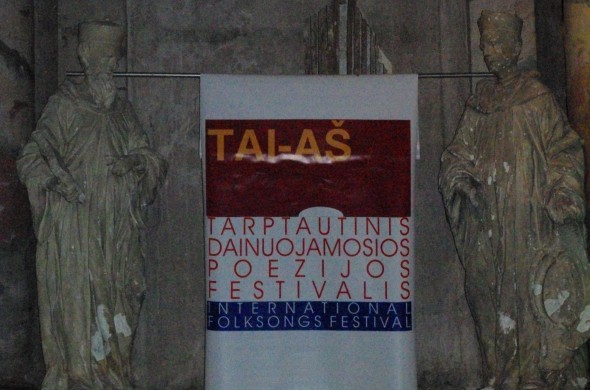 TAI-AŠ
TARPTAUTINIS
DAINUOJAMOSIOS
POEZIJOS
FESTIVALIS
INTERNATIONAL
FOLKSONGS FESTIVAL